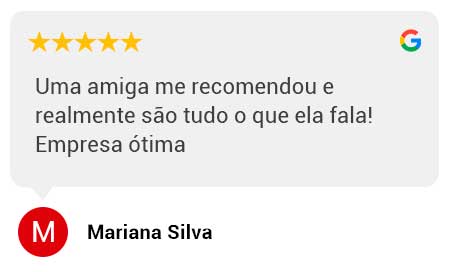 Uma amiga me recomendou e
realmente são tudo o que ela fala!
Empresa ótima
M
Mariana Silva